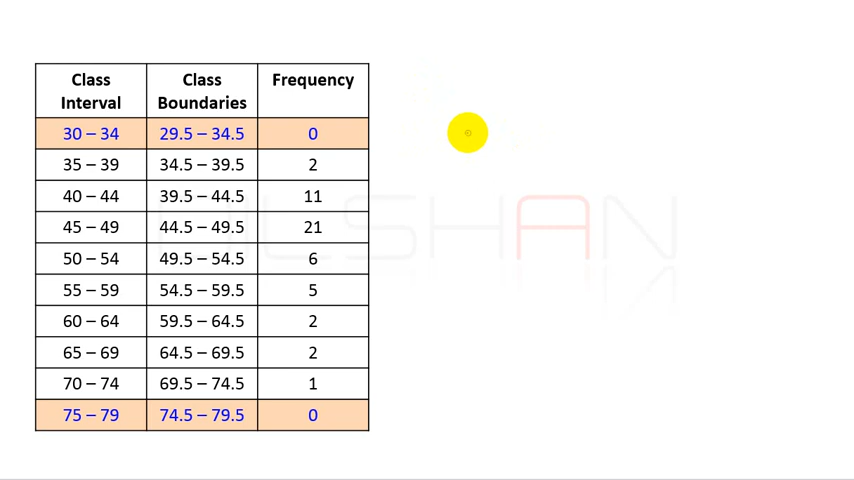 Class Interval Class Boundaries Frequency
30 – 34 29.5 – 34.5 0
35 – 39 34.5 – 39.5 2
40 – 44 39.5 – 44.5 11
45 – 49 44.5 – 49.5 21
50 – 54 49.5 – 54.5 6
55 – 59 54.5 – 59.5 5
60 – 64 59.5 – 64.5 2
65 – 69 64.5 – 69.5 2
70 – 74 69.5 – 74.5 1
75 – 79 74.5 – 79.5 0